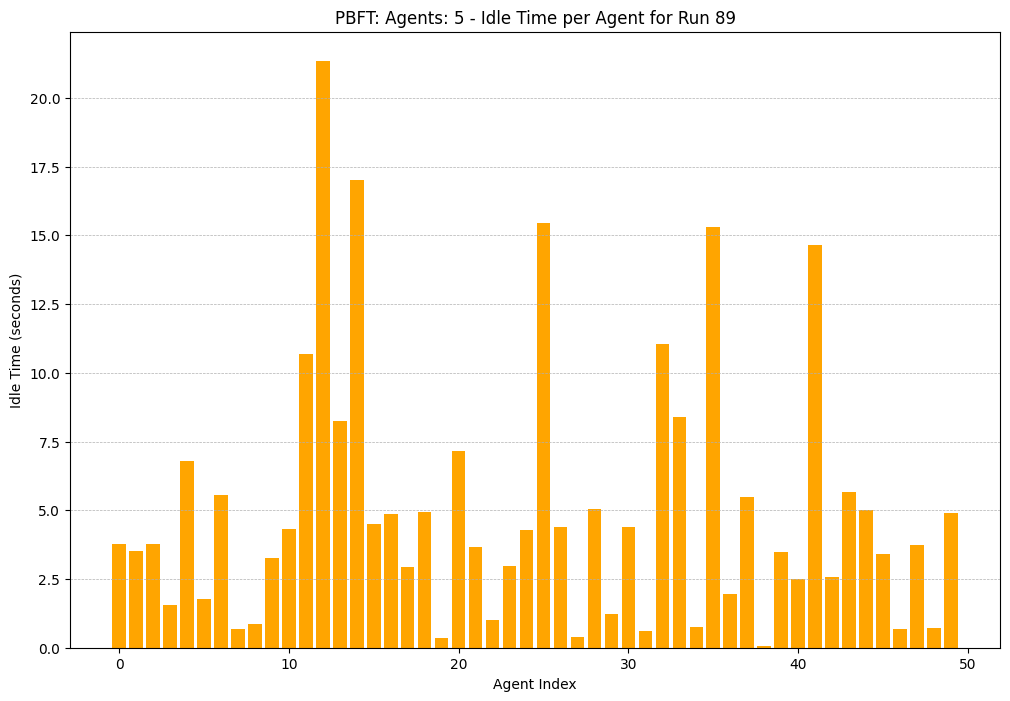 PBFT: Agents: 5 - Idle Time per Agent for Run 89
20.0
17.5
15.0
12.5
10.0
7.5
5.0
2.5
0.0
Idle Time (seconds)
0 10 20 30 40 50
Agent Index